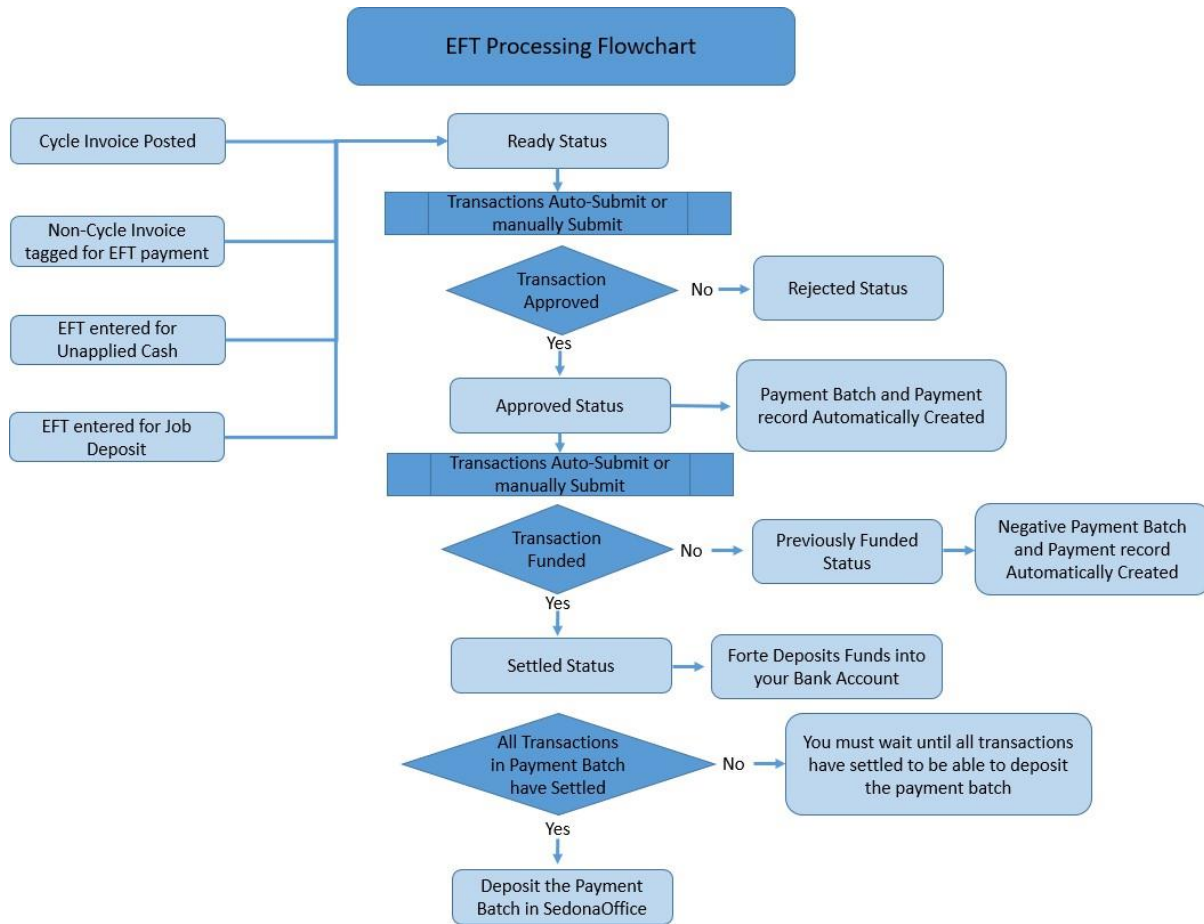 EFT Processing Flowchart
Cycle Invoice Posted
Ready Status
Transactions Auto-Submit or
manually Submit
Non-Cycle Invoice
tagged for EFT payment
Transaction
Approved
No
Rejected Status
EFT entered for
Unapplied Cash
Yes
Approved Status
Payment Batch and Payment
record Automatically Created
EFT entered for Job
Deposit
Transactions Auto-Submit or
manually Submit
Transaction
Funded
No
Previously Funded
Status
Negative Payment Batch
and Payment record
Automatically Created
Yes
Settled Status
Forte Deposits Funds into
your Bank Account
All Transactions
in Payment Batch
have Settled
No
You must wait until all transactions
have settled to be able to deposit
the payment batch
Yes
Deposit the Payment
Batch in SedonaOffice